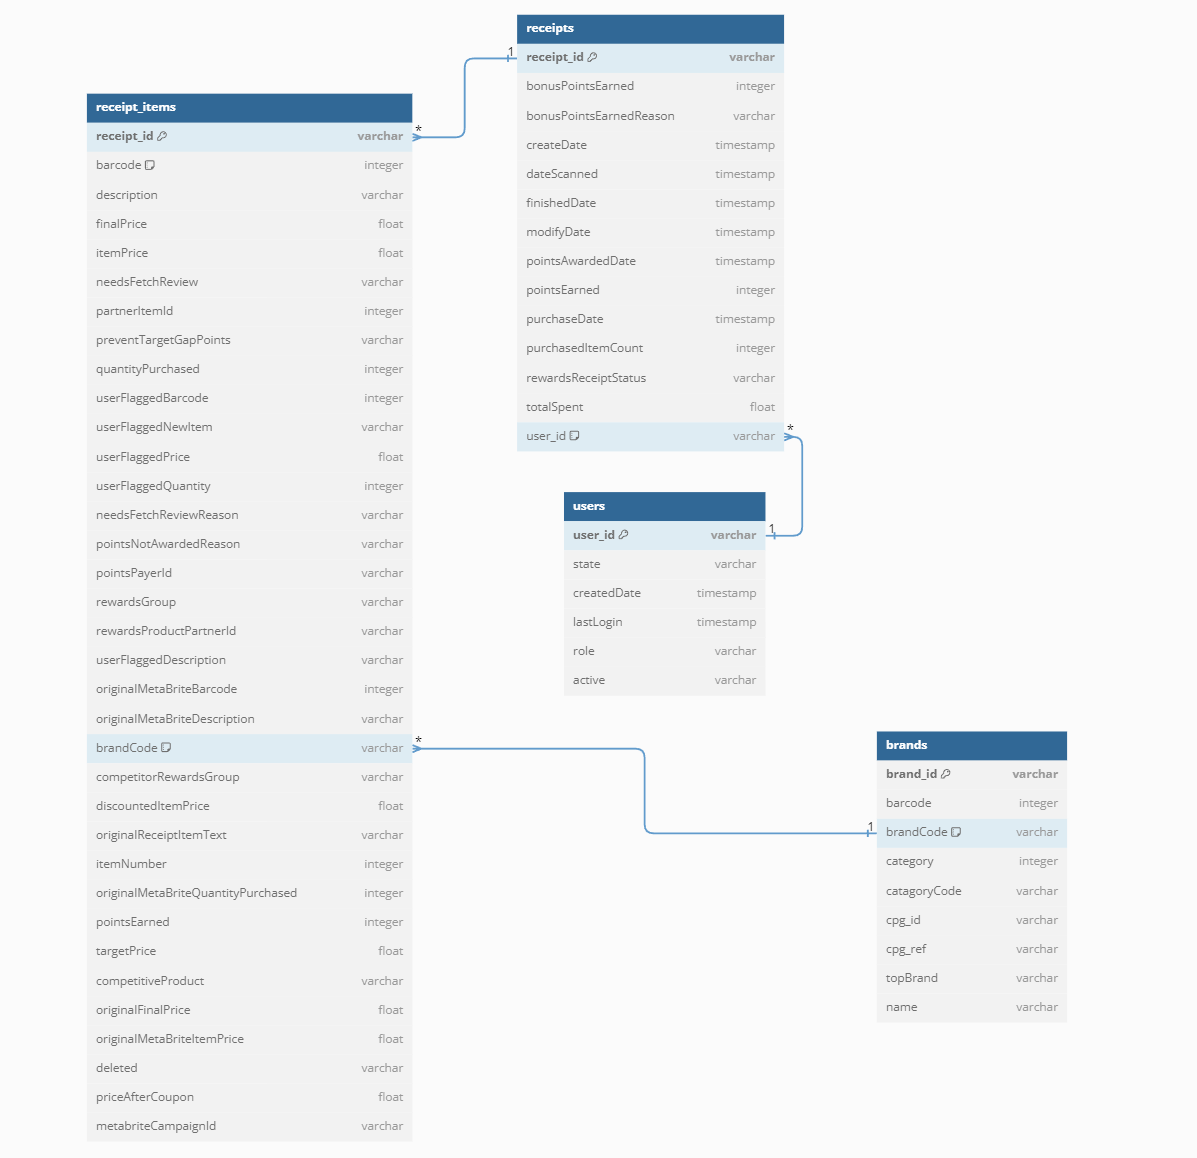 receipts
receipt_id varchar
bonusPointsEarned integer
bonusPointsEarnedReason varchar
createDate timestamp
dateScanned timestamp
finishedDate timestamp
modifyDate timestamp
pointsAwardedDate timestamp
pointsEarned integer
purchaseDate timestamp
purchasedItemCount integer
rewardsReceiptStatus varchar
totalSpent float
user_id varchar
1
*
receipt_items
receipt_id varchar
barcode integer
description varchar
finalPrice float
itemPrice float
needsFetchReview varchar
partnerItemId integer
preventTargetGapPoints varchar
quantityPurchased integer
userFlaggedBarcode integer
userFlaggedNewItem varchar
userFlaggedPrice float
userFlaggedQuantity integer
needsFetchReviewReason varchar
pointsNotAwardedReason varchar
pointsPayerId varchar
rewardsGroup varchar
rewardsProductPartnerId varchar
userFlaggedDescription varchar
originalMetaBriteBarcode integer
originalMetaBriteDescription varchar
brandCode varchar
competitorRewardsGroup varchar
discountedItemPrice float
originalReceiptItemText varchar
itemNumber integer
originalMetaBriteQuantityPurchased integer
pointsEarned integer
targetPrice float
competitiveProduct varchar
originalFinalPrice float
originalMetaBriteItemPrice float
deleted varchar
priceAfterCoupon float
metabriteCampaignId varchar
*
*
users
user_id varchar
state varchar
createdDate timestamp
lastLogin timestamp
role varchar
active varchar
1
brands
brand_id varchar
barcode integer
brandCode varchar
category integer
catagoryCode varchar
cpg_id varchar
cpg_ref varchar
topBrand varchar
name varchar
1